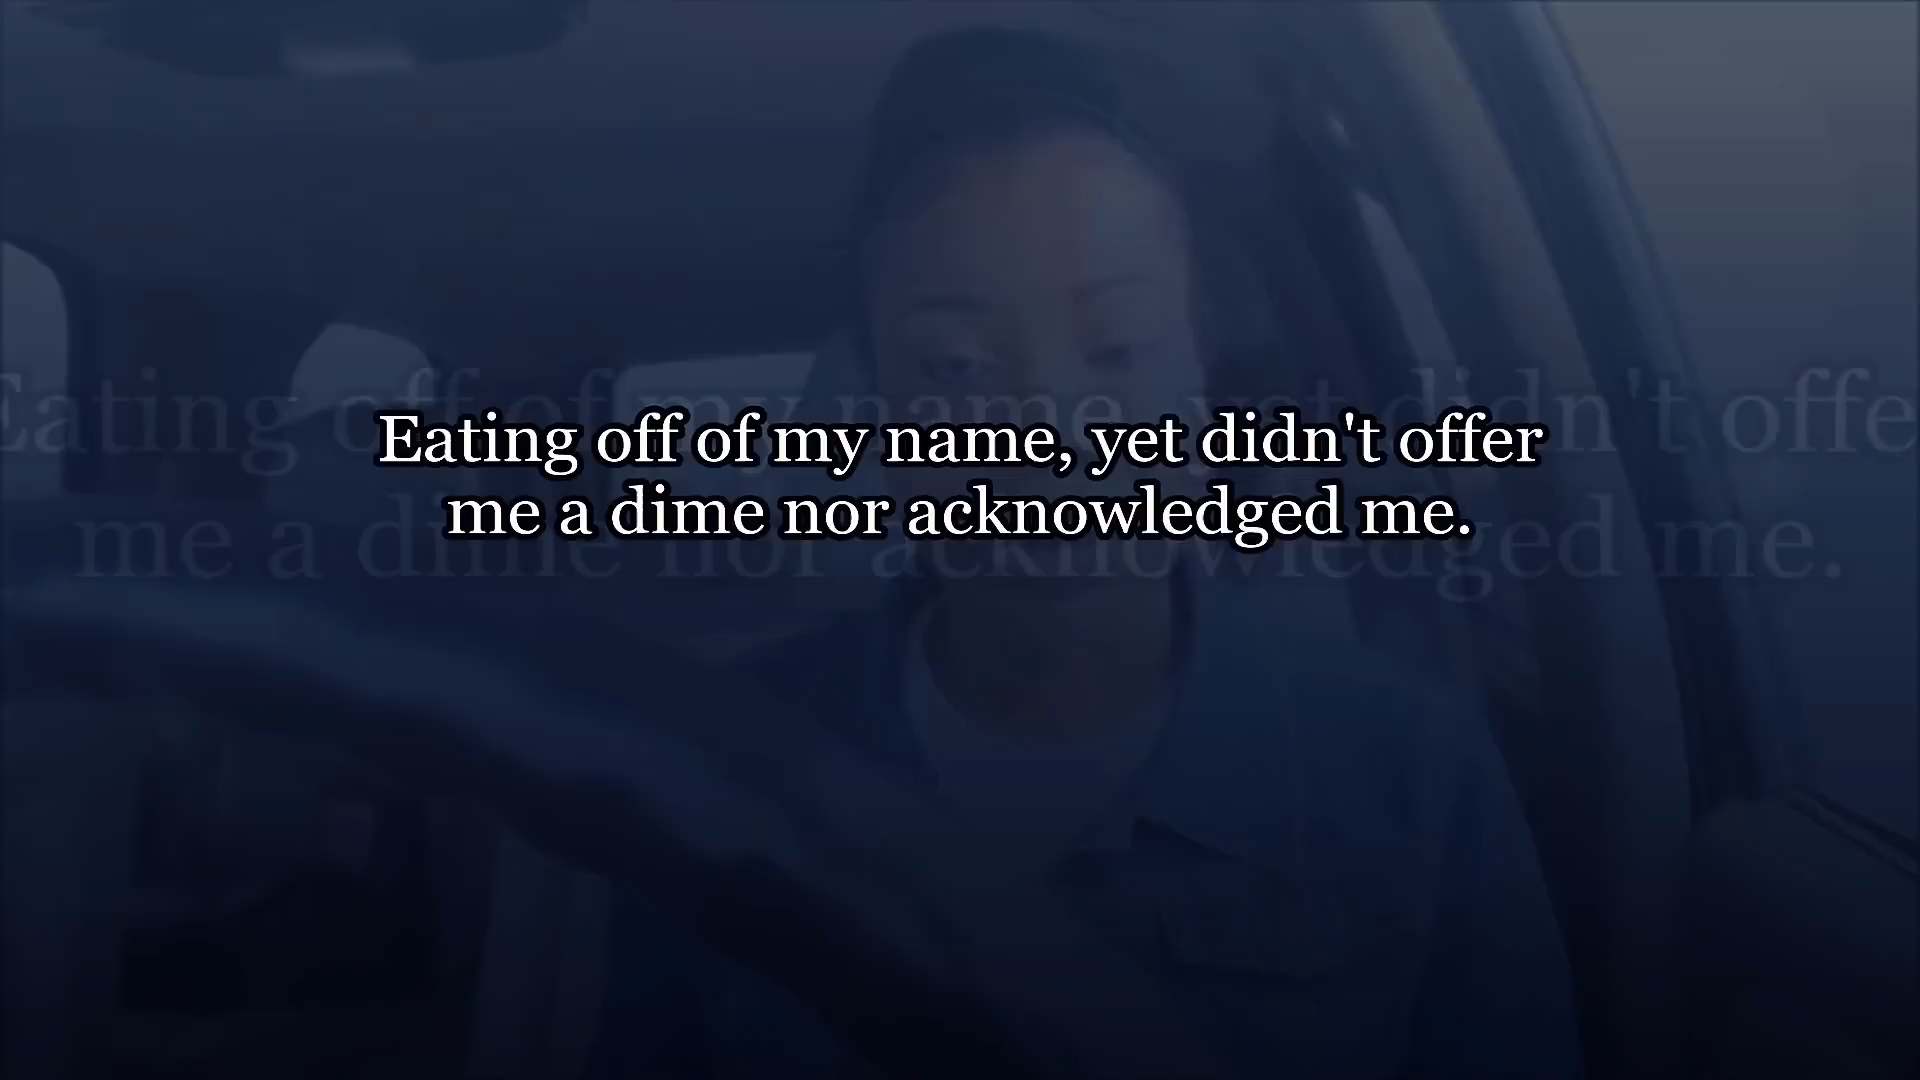 Eating off of my name, yet didn't offer
me a dime nor acknowledged me.